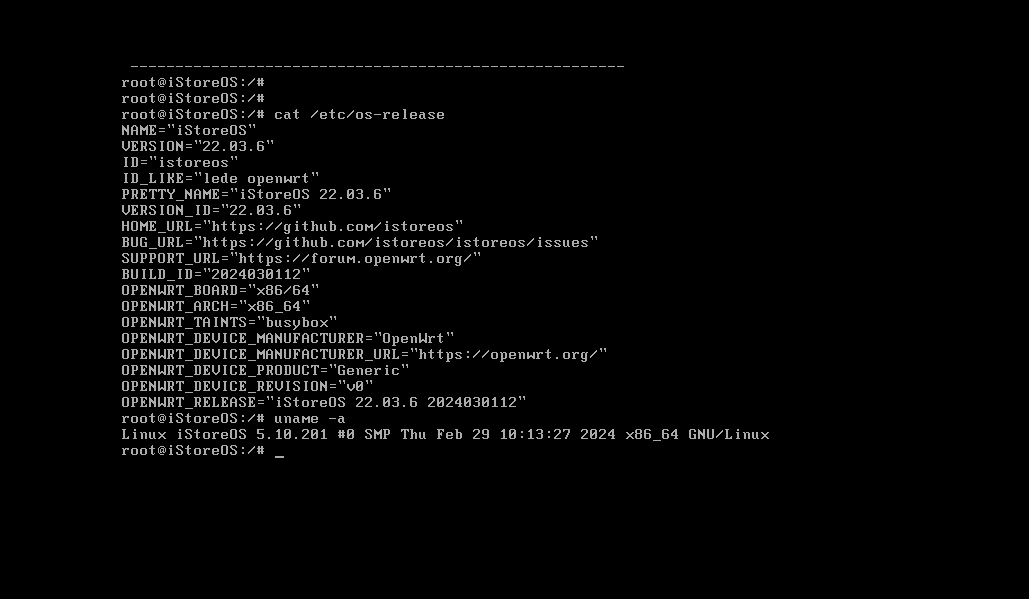 -------------------------------------------------------
root@iStoreOS:/#
root@iStoreOS:/#
root@iStoreOS:/# cat /etc/os-release
NAME="iStoreOS"
VERSION="22.03.6"
ID="istoreos"
ID_LIKE="lede openwrt"
PRETTY_NAME="iStoreOS 22.03.6"
VERSION_ID="22.03.6"
HOME_URL="https://github.com/istoreos"
BUG_URL="https://github.com/istoreos/istoreos/issues"
SUPPORT_URL="https://forum.openwrt.org/"
BUILD_ID="2024030112"
OPENWRT_BOARD="x86/64"
OPENWRT_ARCH="x86_64"
OPENWRT_TAINTS="busybox"
OPENWRT_DEVICE_MANUFACTURER="OpenWrt"
OPENWRT_DEVICE_MANUFACTURER_URL="https://openwrt.org/"
OPENWRT_DEVICE_PRODUCT="Generic"
OPENWRT_DEVICE_REVISION="v0"
OPENWRT_RELEASE="iStoreOS 22.03.6 2024030112"
root@iStoreOS:/# uname -a
Linux iStoreOS 5.10.201 #0 SMP Thu Feb 29 10:13:27 2024 x86_64 GNU/Linux
root@iStoreOS:/# _